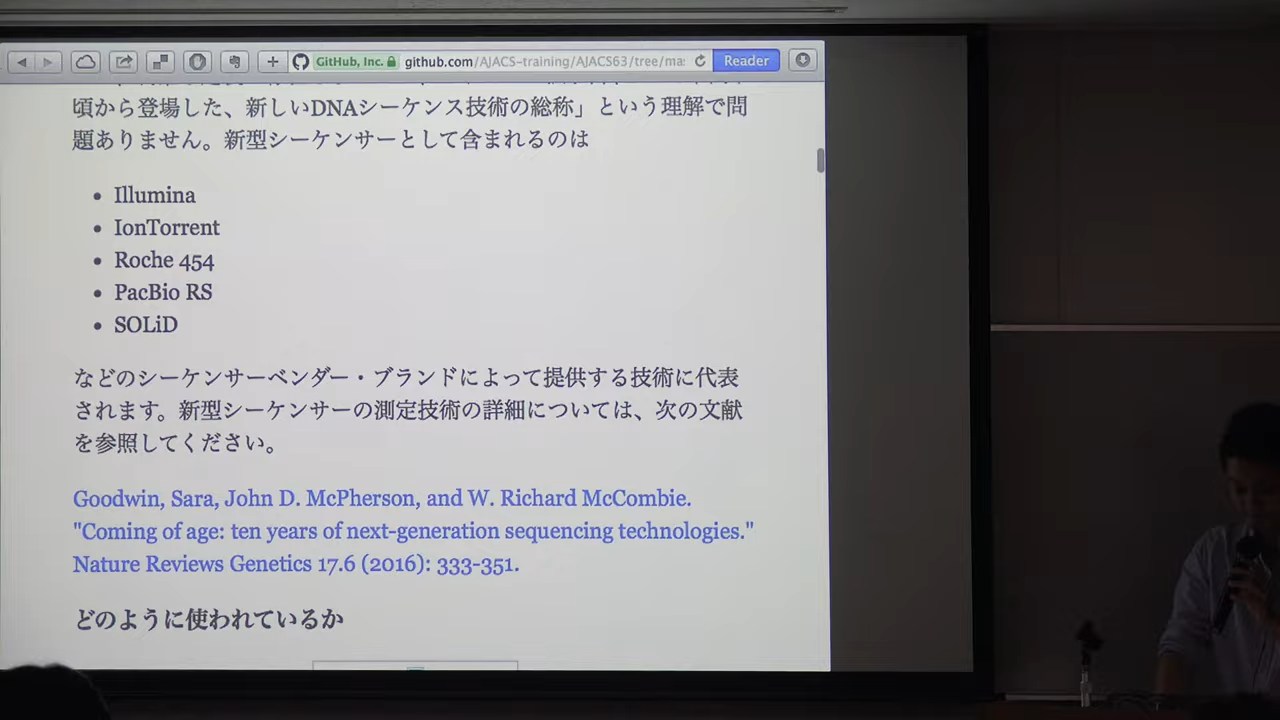 GitHub, Inc. github.com/AJACS-training/AJACS63/tree/ma Reader
頃から登場した、新しいDNAシーケンス技術の総称」という理解で問
題ありません。新型シーケンサーとして含まれるのは
• Illumina
• IonTorrent
• Roche 454
• PacBio RS
• SOLiD
などのシーケンサーベンダー・ブランドによって提供する技術に代表
されます。新型シーケンサーの測定技術の詳細については、次の文献
を参照してください。
Goodwin, Sara, John D. McPherson, and W. Richard McCombie.
"Coming of age: ten years of next-generation sequencing technologies."
Nature Reviews Genetics 17.6 (2016): 333-351.
どのように使われているか